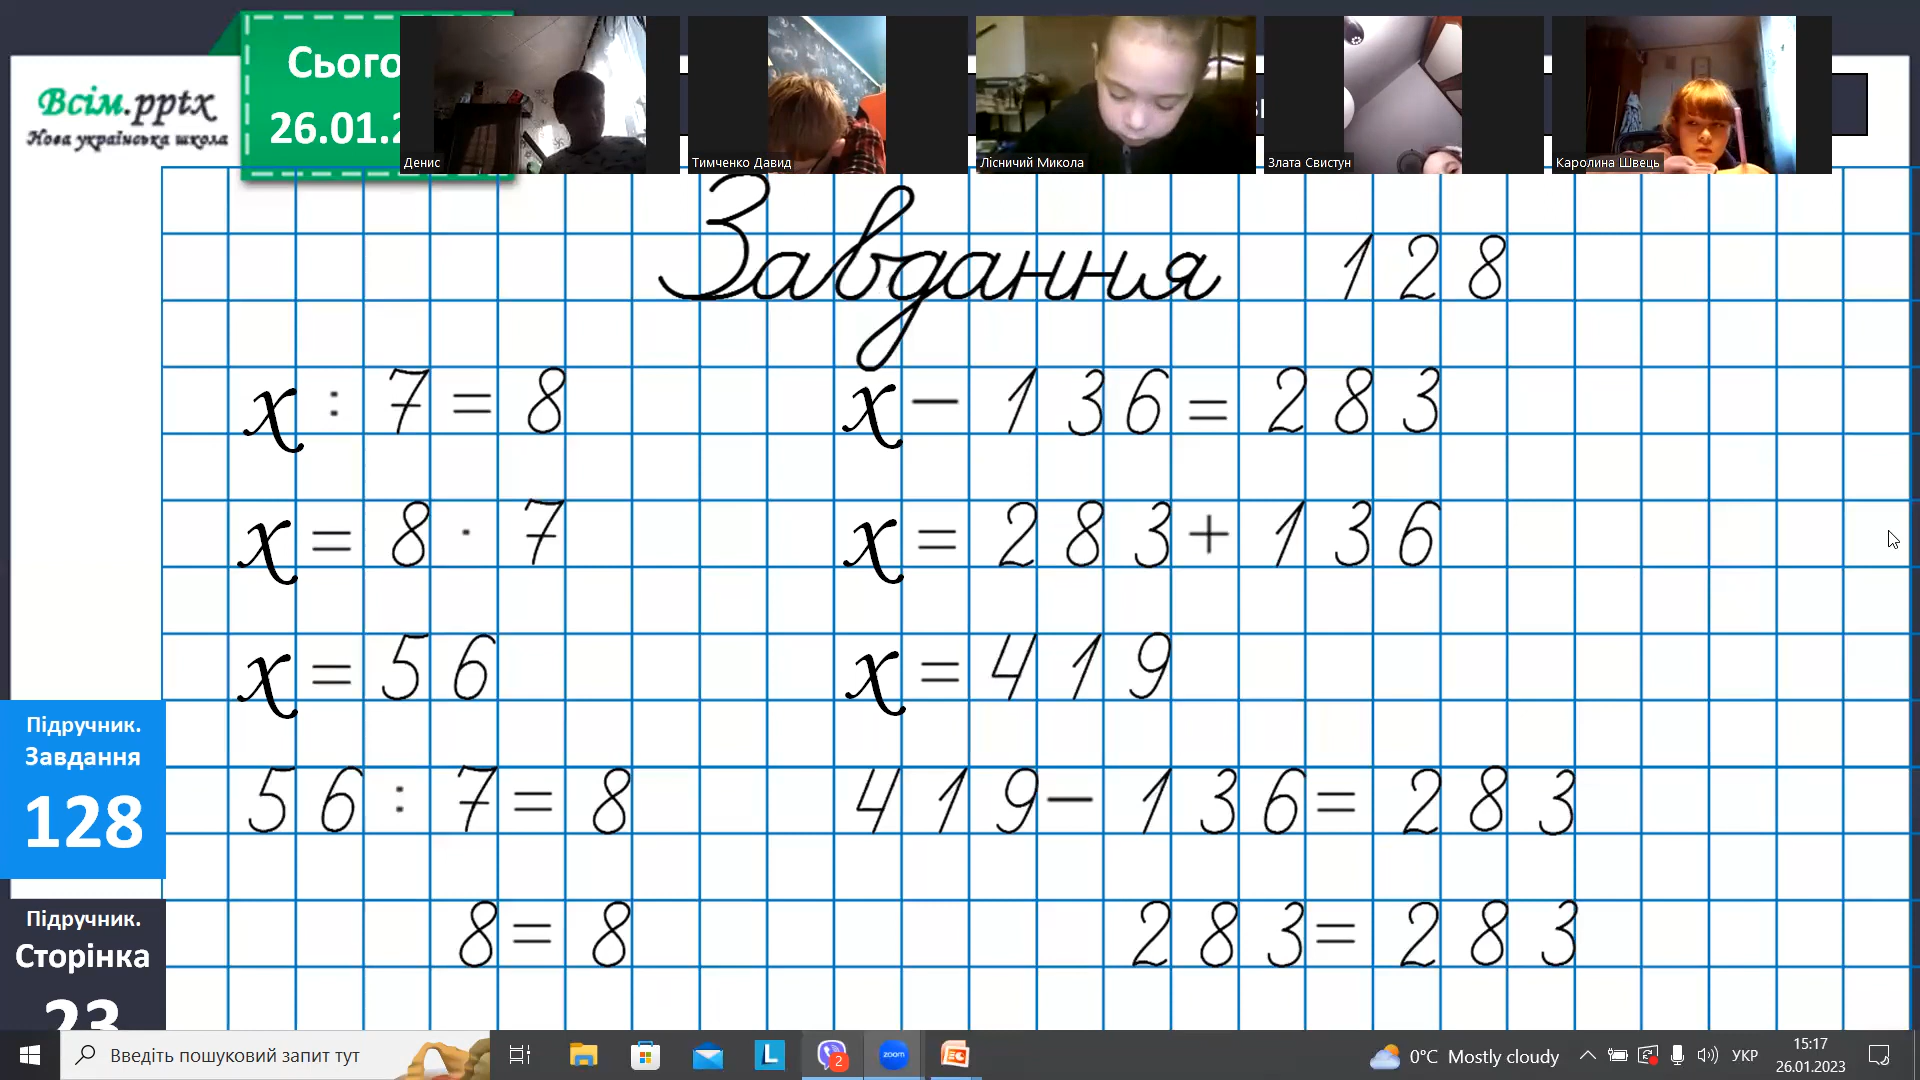 Сього
26.01.2
Всім.pptx
Нова українська школа
Денис
Тимченко Давид
Лісничий Микола
Злата Свистун
Каролина Швець
Завдання 128
x : 7 = 8
x = 8 · 7
x = 56
56 : 7 = 8
8 = 8
x − 136 = 283
x = 283 + 136
x = 419
419 − 136 = 283
283 = 283
Підручник.
Завдання
128
Підручник.
Сторінка
23
Введіть пошуковий запит тут
L
2
zoom
0°C Mostly cloudy
УКР
15:17
26.01.2023